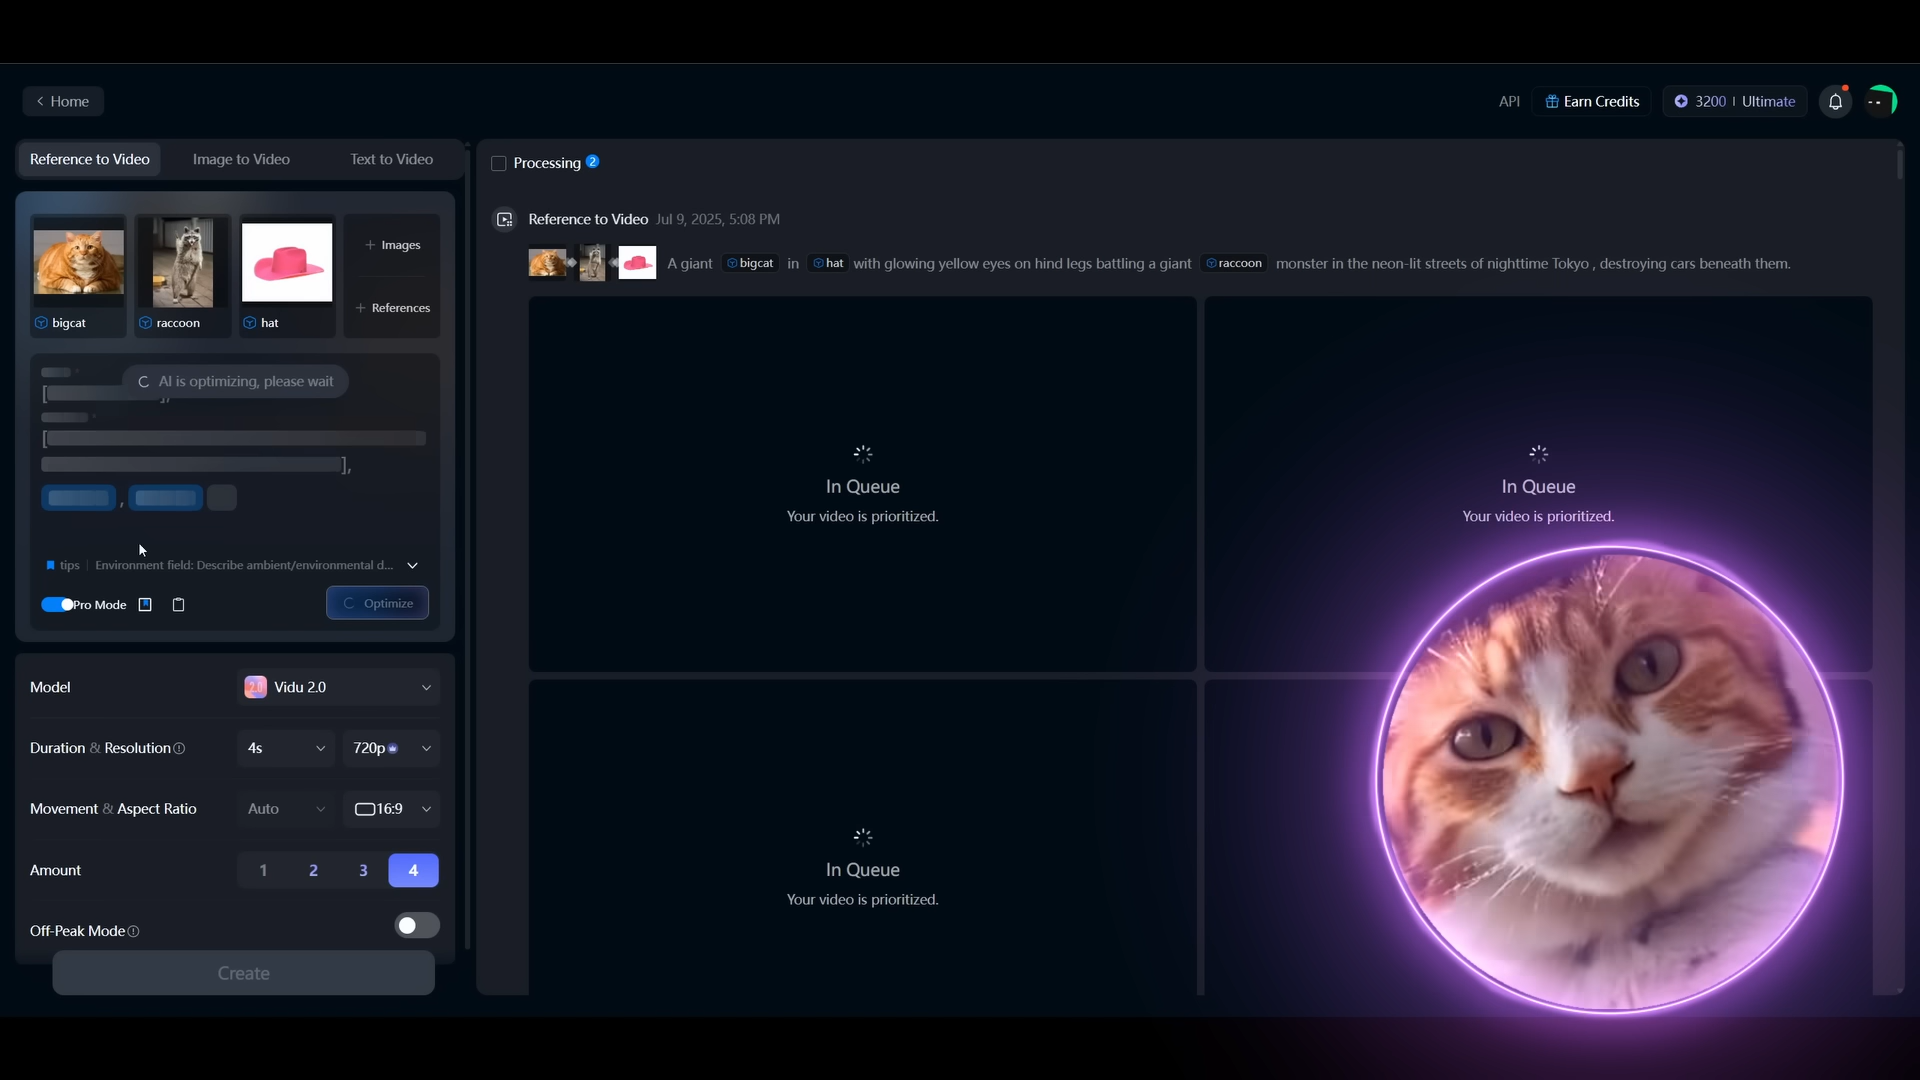 Home
API
Earn Credits
3200 | Ultimate
Reference to Video
Image to Video
Text to Video
bigcat
raccoon
hat
+ Images
+ References
AI is optimizing, please wait
[ ],
[ ],
,
tips | Environment field: Describe ambient/environmental d...
Pro Mode
Optimize
Model
2.0 Vidu 2.0
Duration & Resolution
4s
720p
Movement & Aspect Ratio
Auto
16:9
Amount
1 2 3 4
Off-Peak Mode
Create
Processing 2
Reference to Video Jul 9, 2025, 5:08 PM
A giant bigcat in hat with glowing yellow eyes on hind legs battling a giant raccoon monster in the neon-lit streets of nighttime Tokyo , destroying cars beneath them.
In Queue
Your video is prioritized.
In Queue
Your video is prioritized.
In Queue
Your video is prioritized.